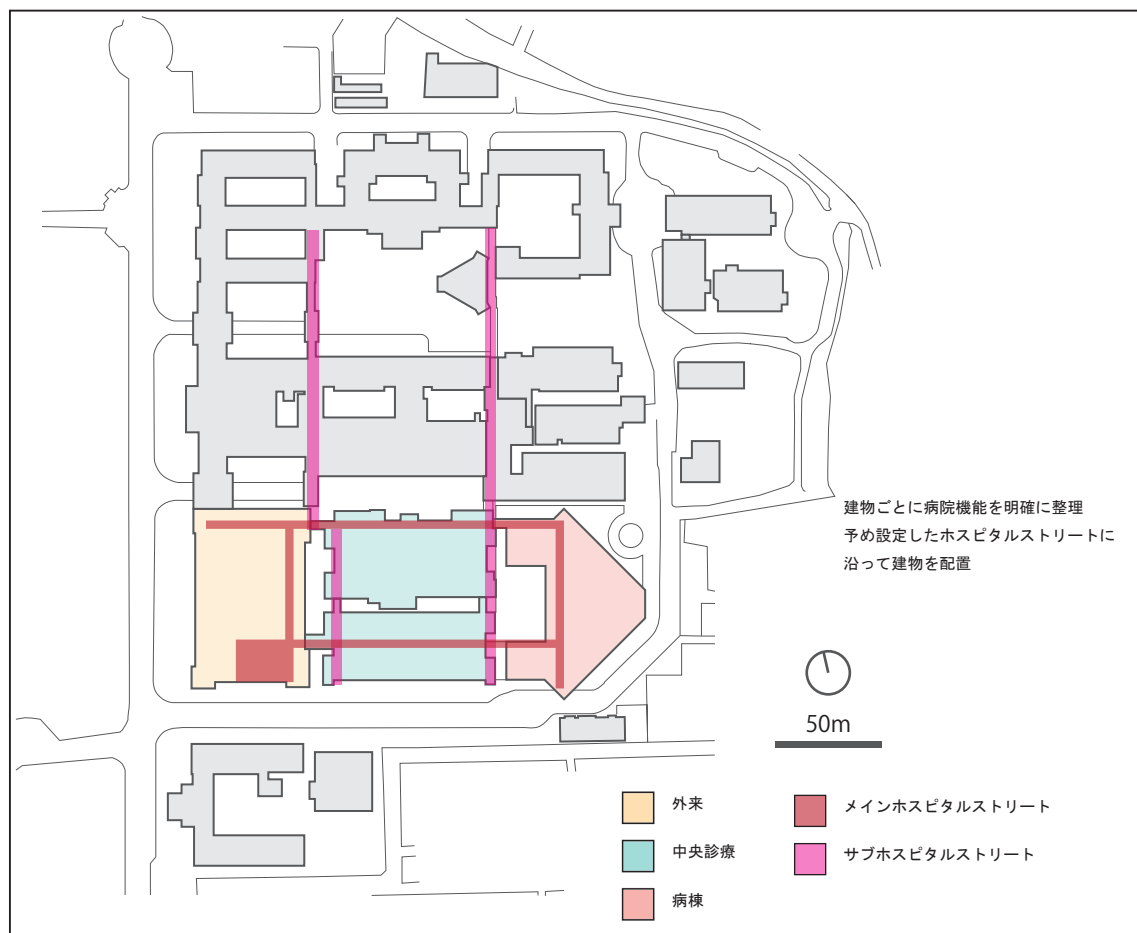 建物ごとに病院機能を明確に整理
予め設定したホスピタルストリートに
沿って建物を配置
50m
外来
メインホスピタルストリート
中央診療
サブホスピタルストリート
病棟